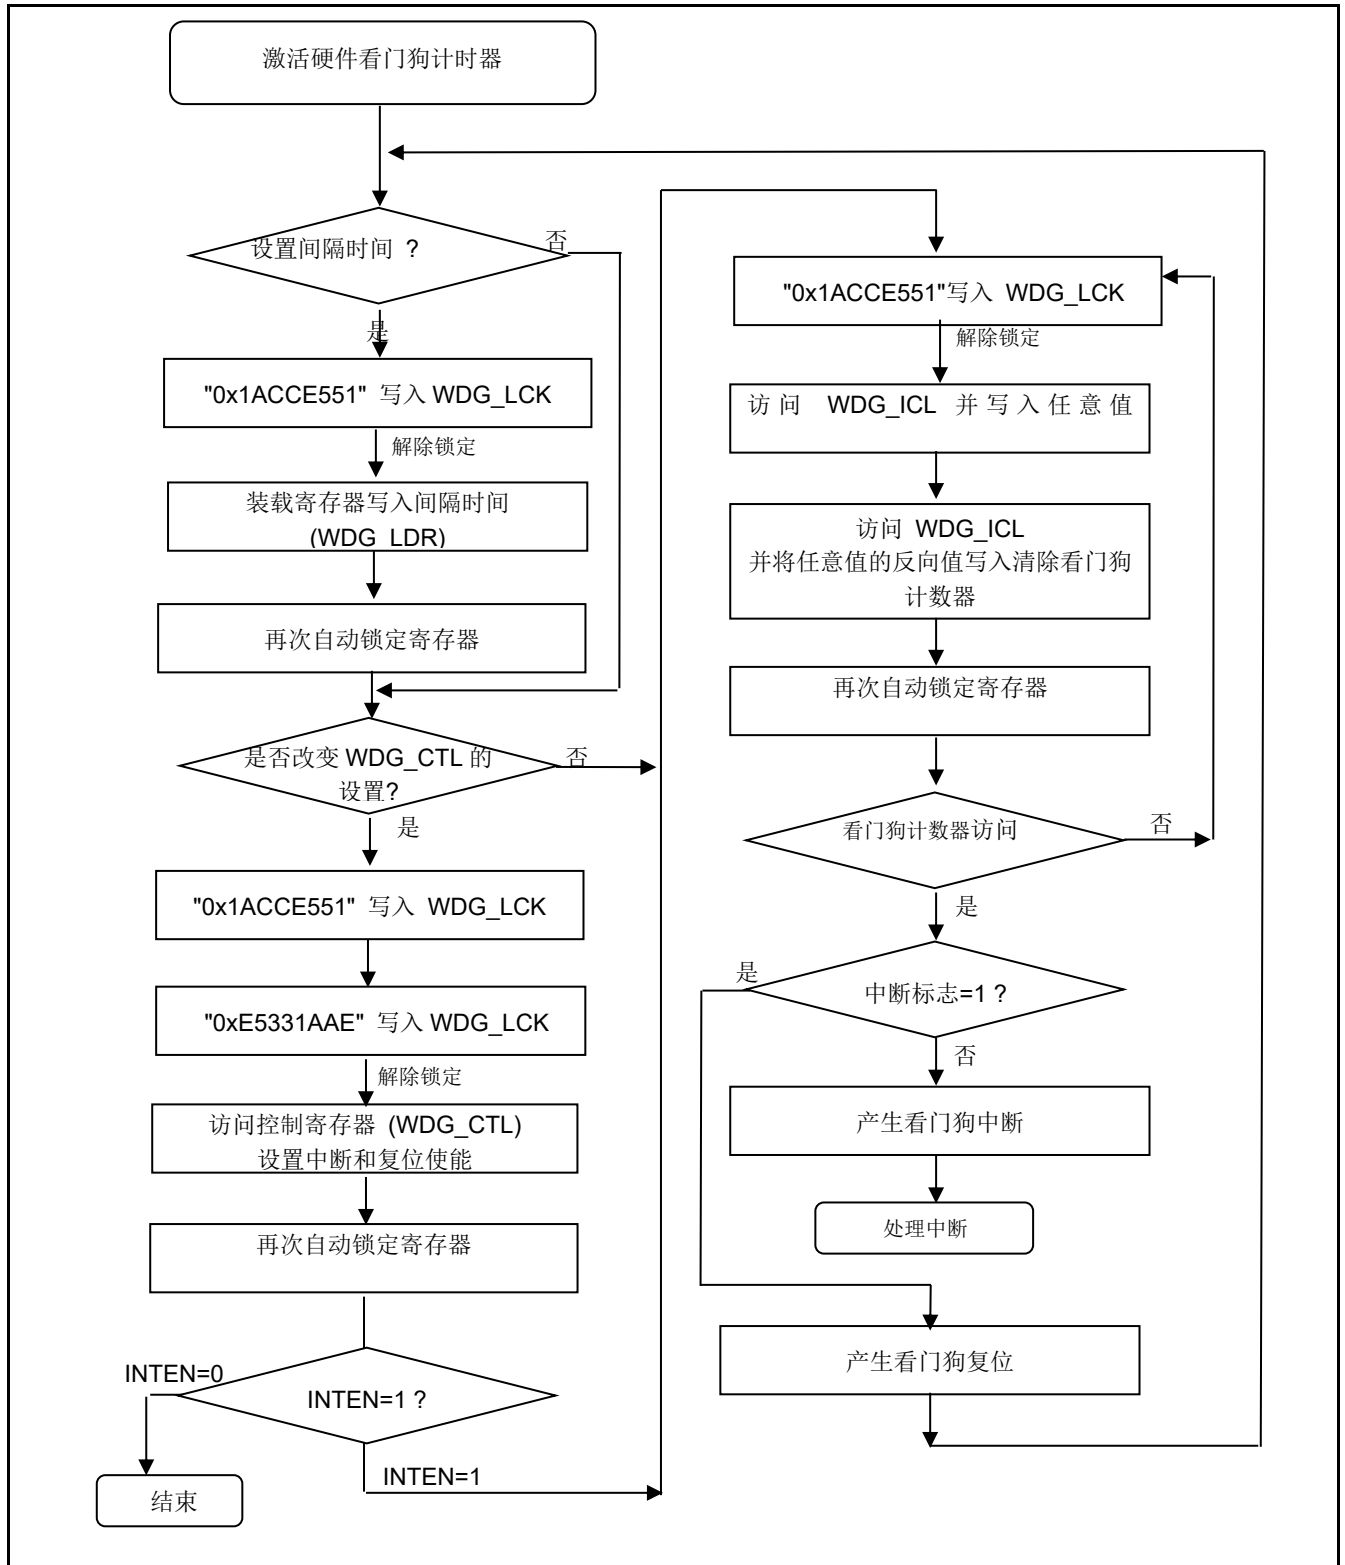 激活硬件看门狗计时器
设置间隔时间 ?
否
是
"0x1ACCE551" 写入 WDG_LCK
解除锁定
装载寄存器写入间隔时间
(WDG_LDR)
再次自动锁定寄存器
是否改变 WDG_CTL 的
设置?
否
是
"0x1ACCE551" 写入 WDG_LCK
"0xE5331AAE" 写入 WDG_LCK
解除锁定
访问控制寄存器 (WDG_CTL)
设置中断和复位使能
再次自动锁定寄存器
INTEN=0
INTEN=1 ?
INTEN=1
结束
"0x1ACCE551"写入 WDG_LCK
解除锁定
访问 WDG_ICL 并写入任意值
访问 WDG_ICL
并将任意值的反向值写入清除看门狗
计数器
再次自动锁定寄存器
看门狗计数器访问
否
是
是
中断标志=1 ?
否
产生看门狗中断
处理中断
产生看门狗复位